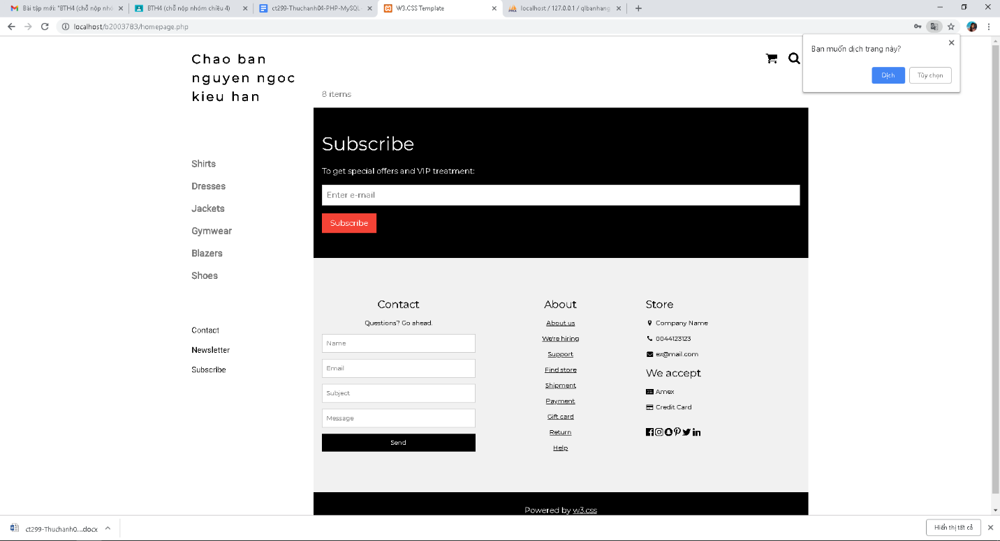 Bài tập mới: "BTH4 (chỗ nộp nhó
BTH4 (chỗ nộp nhóm chiều 4)
ct299-Thuchanh04-PHP-MySQL
W3.CSS Template
localhost / 127.0.0.1 / qlbanhang
localhost/b2003783/homepage.php
Bạn muốn dịch trang này?
Dịch
Tùy chọn
Chao ban
nguyen ngoc
kieu han
8 items
Shirts
Dresses
Jackets
Gymwear
Blazers
Shoes
Contact
Newsletter
Subscribe
Subscribe
To get special offers and VIP treatment:
Enter e-mail
Subscribe
Contact
Questions? Go ahead.
Name
Email
Subject
Message
Send
About
About us
We're hiring
Support
Find store
Shipment
Payment
Gift card
Return
Help
Store
Company Name
0044123123
ex@mail.com
We accept
Amex
Credit Card
Powered by w3.css
ct299-Thuchanh0....docx
Hiển thị tất cả